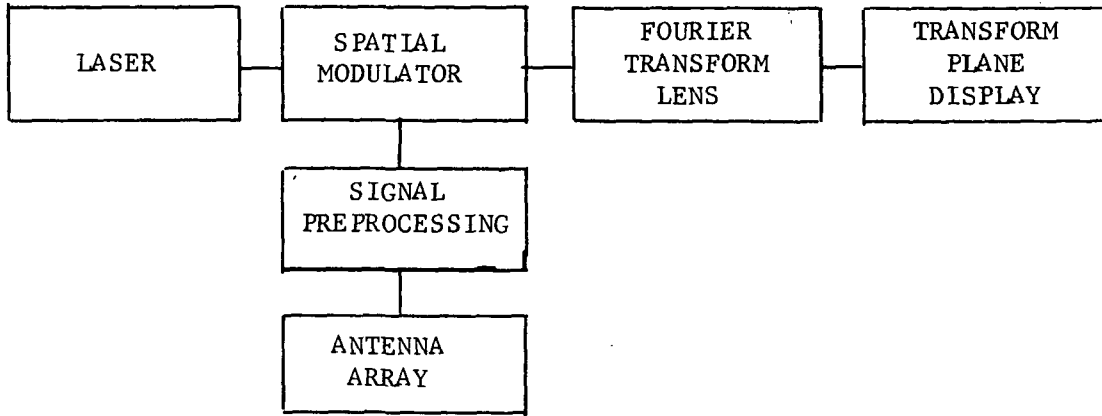 LASER
SPATIAL
MODULATOR
FOURIER
TRANSFORM
LENS
TRANSFORM
PLANE
DISPLAY
SIGNAL
PREPROCESSING
ANTENNA
ARRAY